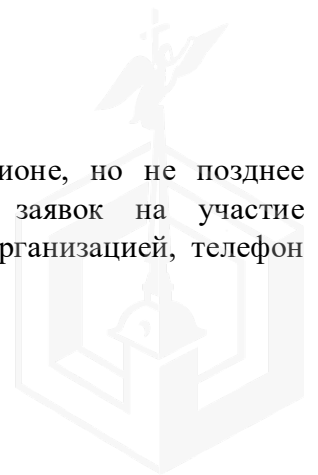 ионе, но не позднее
заявок на участие
рганизацией, телефон